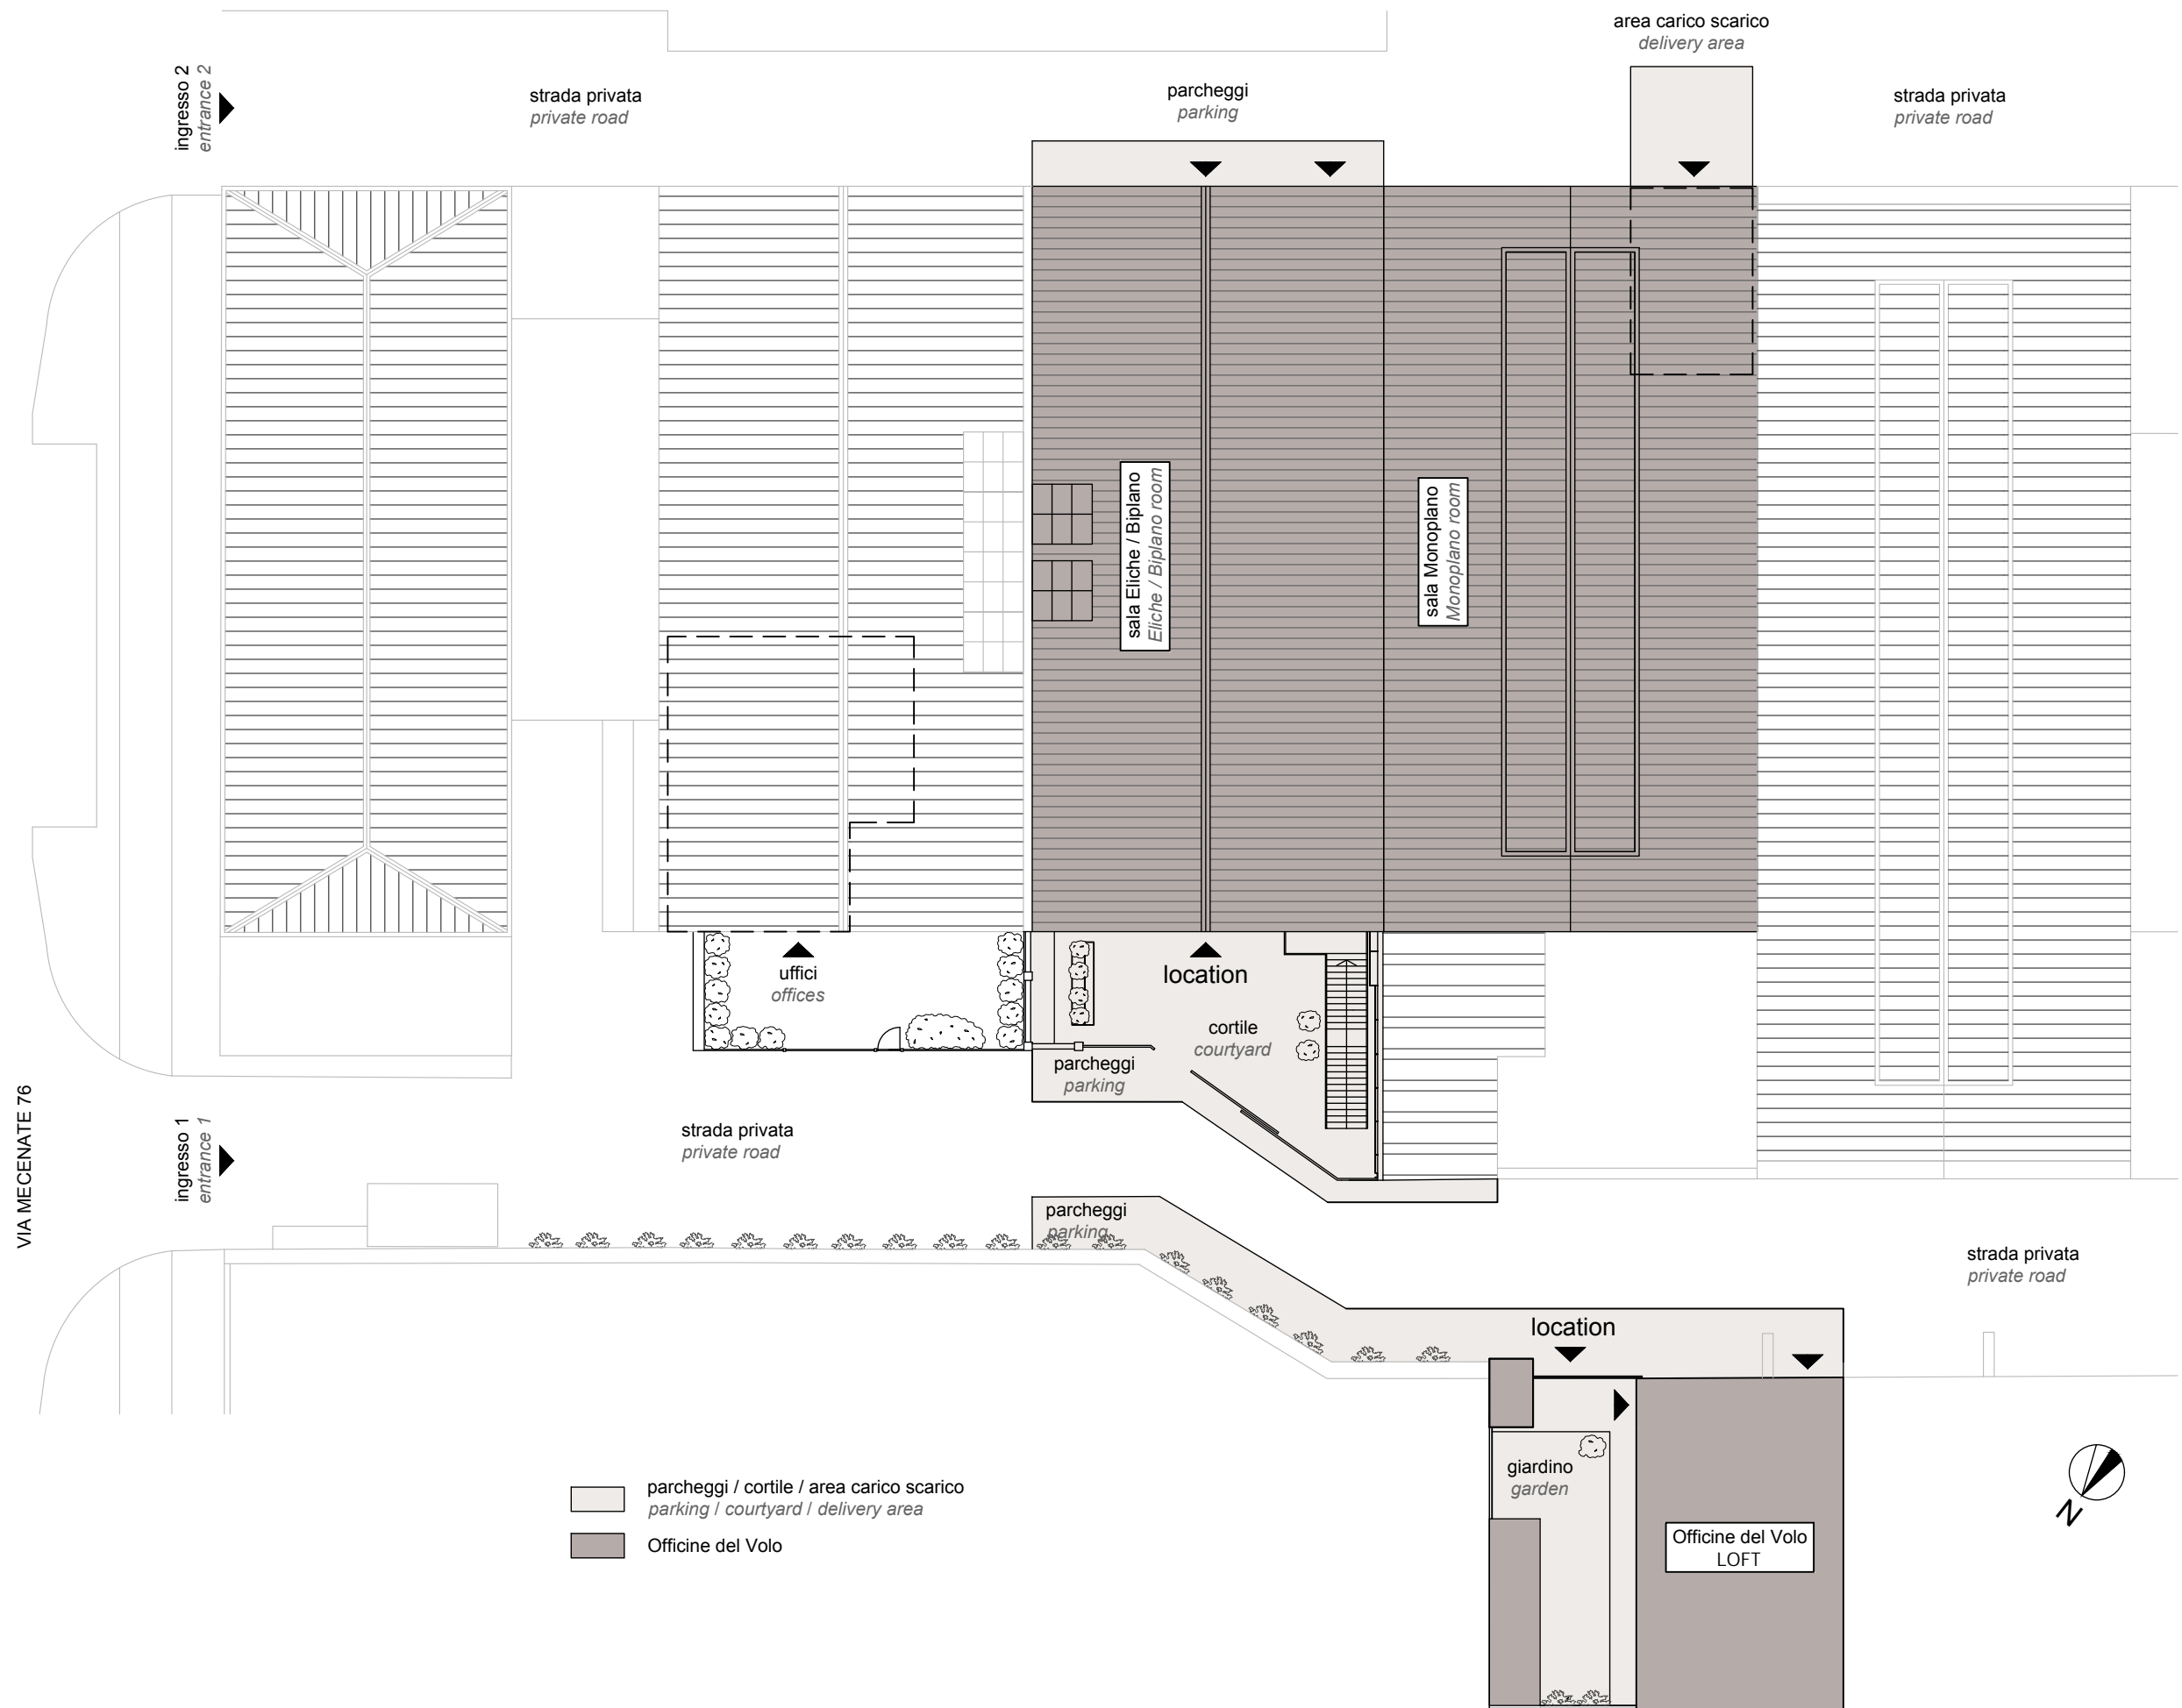 area carico scarico
delivery area
ingresso 2
entrance 2
strada privata
private road
parcheggi
parking
strada privata
private road
sala Eliche / Biplano
Eliche / Biplano room
sala Monoplano
Monoplano room
uffici
offices
location
cortile
courtyard
parcheggi
parking
VIA MECENATE 76
ingresso 1
entrance 1
strada privata
private road
parcheggi
parking
strada privata
private road
location
giardino
garden
parcheggi / cortile / area carico scarico
parking / courtyard / delivery area
Officine del Volo
Officine del Volo
LOFT
N